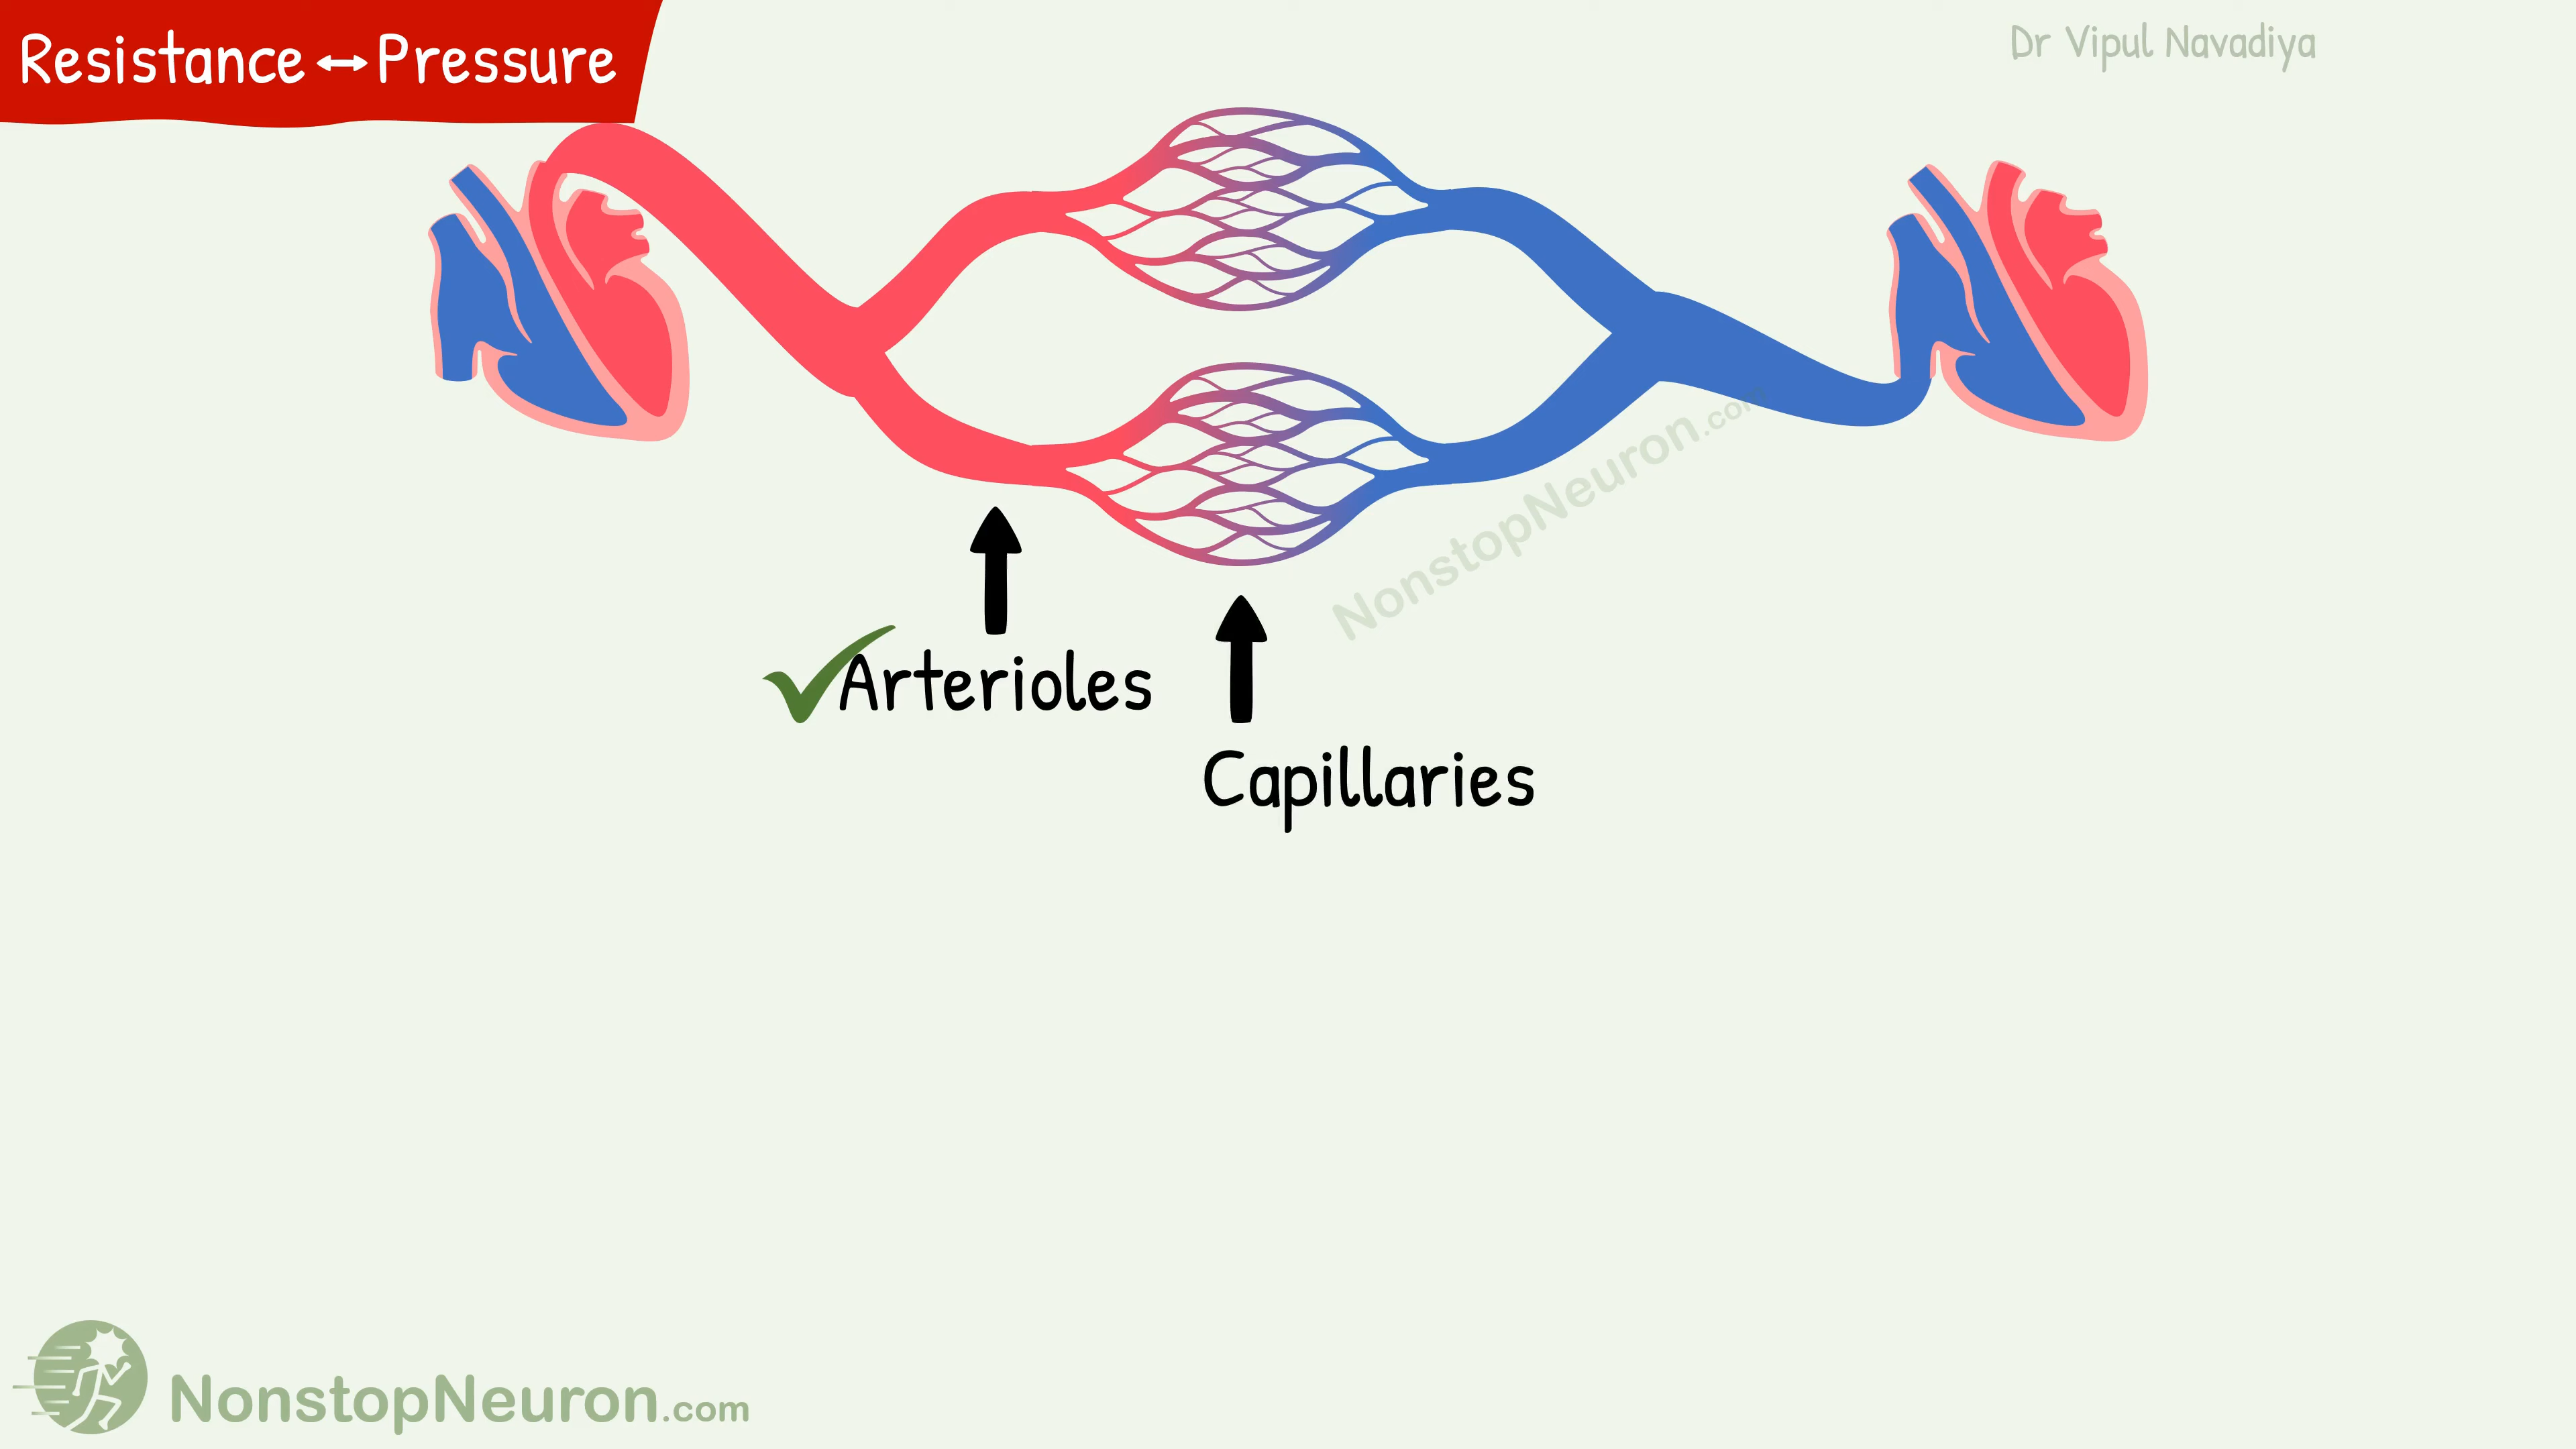 Resistance ↔ Pressure
Dr Vipul Navadiya
NonstopNeuron.com
Arterioles
Capillaries
NonstopNeuron.com